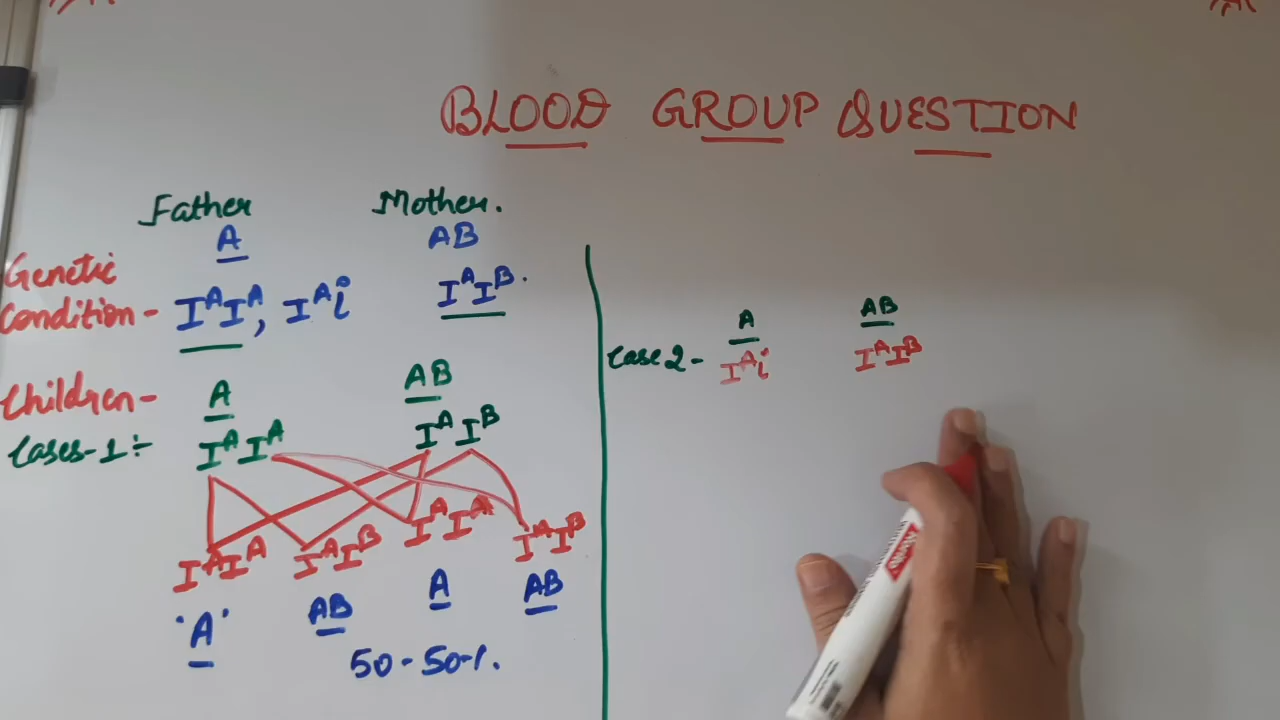 BLOOD GROUP QUESTION
Father Mother.
A AB
Genetic Condition - IᴬIᴬ, Iᴬi IᴬIᴮ.
Children - A AB
Cases-1:- IᴬIᴬ IᴬIᴮ
IᴬIᴬ IᴬIᴮ IᴬIᴬ IᴬIᴮ
'A' AB A AB
50-50%.
A AB
Case 2 - Iᴬi IᴬIᴮ